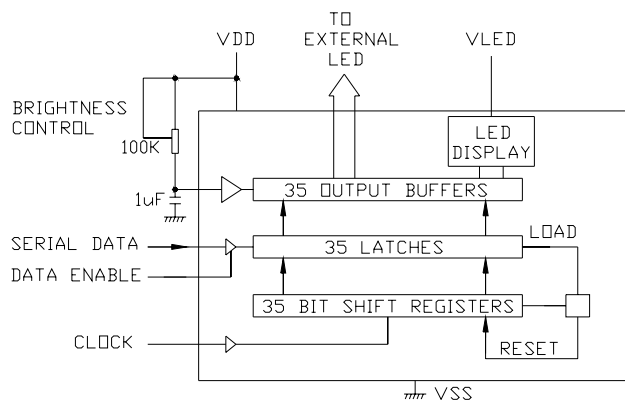 TO
EXTERNAL
LED
VDD
VLED
BRIGHTNESS
CONTROL
100K
LED
DISPLAY
1uF
35 OUTPUT BUFFERS
SERIAL DATA
35 LATCHES
LOAD
DATA ENABLE
35 BIT SHIFT REGISTERS
CLOCK
RESET
VSS